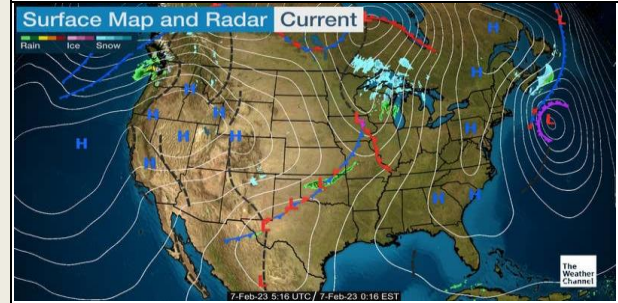 Surface Map and Radar Current
Rain Ice Snow
L
H
H
L
H H
H L H
H H H H
H
H H
L
L
L
L
The
Weather
Channel
7-Feb-23 5:16 UTC / 7-Feb-23 0:16 EST